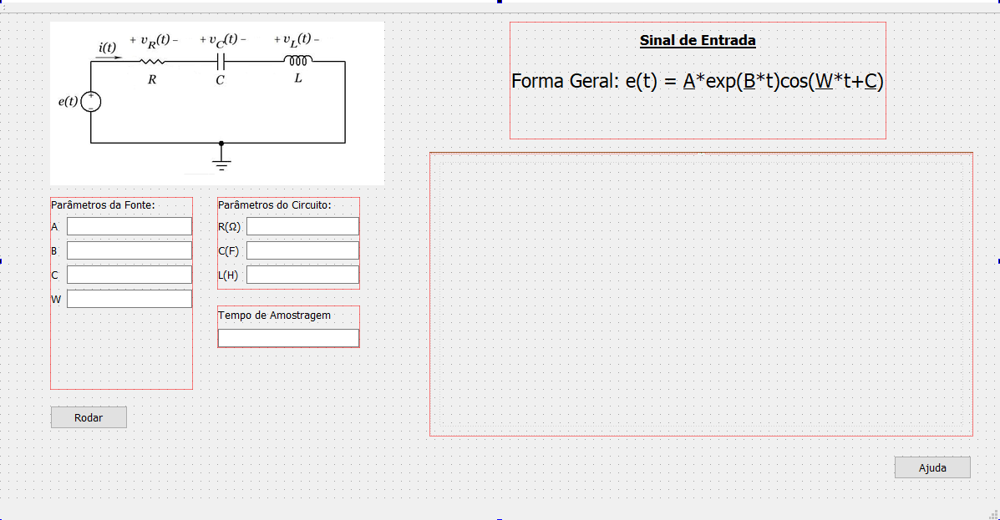 + v_R(t) –
+ v_C(t) –
+ v_L(t) –
i(t)
R
C
L
e(t)
+
–
Sinal de Entrada
Forma Geral: e(t) = A*exp(B*t)cos(W*t+C)
Parâmetros da Fonte:
A
B
C
W
Parâmetros do Circuito:
R(Ω)
C(F)
L(H)
Tempo de Amostragem
Rodar
Ajuda